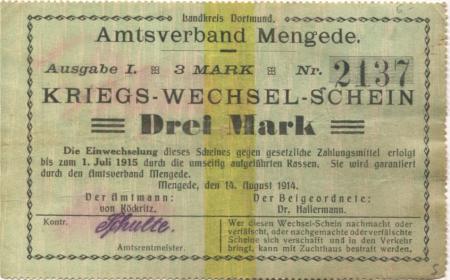 Landkreis Dortmund.
Amtsverband Mengede.
Ausgabe I. 3 MARK Nr. 2137
KRIEGS-WECHSEL-SCHEIN
Drei Mark
Die Einwechselung dieses Scheines gegen gesetzliche Zahlungsmittel erfolgt
bis zum 1. Juli 1915 durch die umseitig aufgeführten Kassen. Sie wird garantiert
durch den Amtsverband Mengede.
Mengede, den 14. August 1914.
Der Amtmann: Der Beigeordnete:
von Köckritz. Dr. Hallermann.
Kontr. Schulte.
Amtsrentmeister.
Wer diesen Wechsel-Schein nachmacht oder
verfälscht, oder nachgemachte oder verfälschte
Scheine sich verschafft und in den Verkehr
bringt, kann mit Zuchthaus bestraft werden.